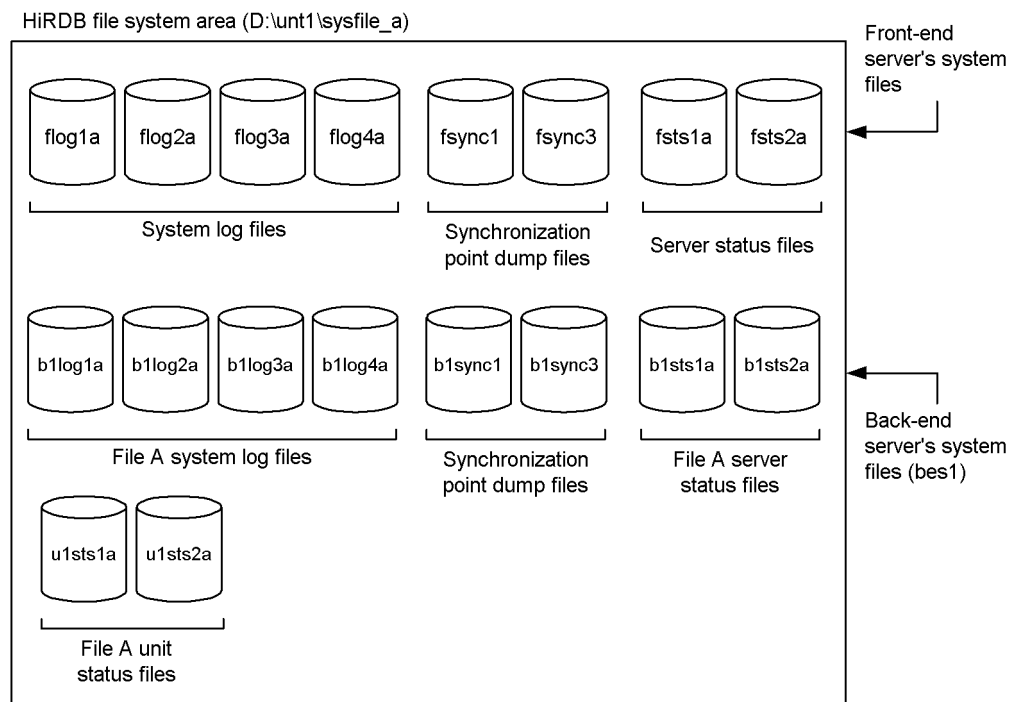 HiRDB file system area (D:\unt1\sysfile_a)
Front-end
server's system
files
flog1a flog2a flog3a flog4a fsync1 fsync3 fsts1a fsts2a
System log files
Synchronization
point dump files
Server status files
b1log1a b1log2a b1log3a b1log4a b1sync1 b1sync3 b1sts1a b1sts2a
Back-end
server's system
files (bes1)
File A system log files
Synchronization
point dump files
File A server
status files
u1sts1a u1sts2a
File A unit
status files